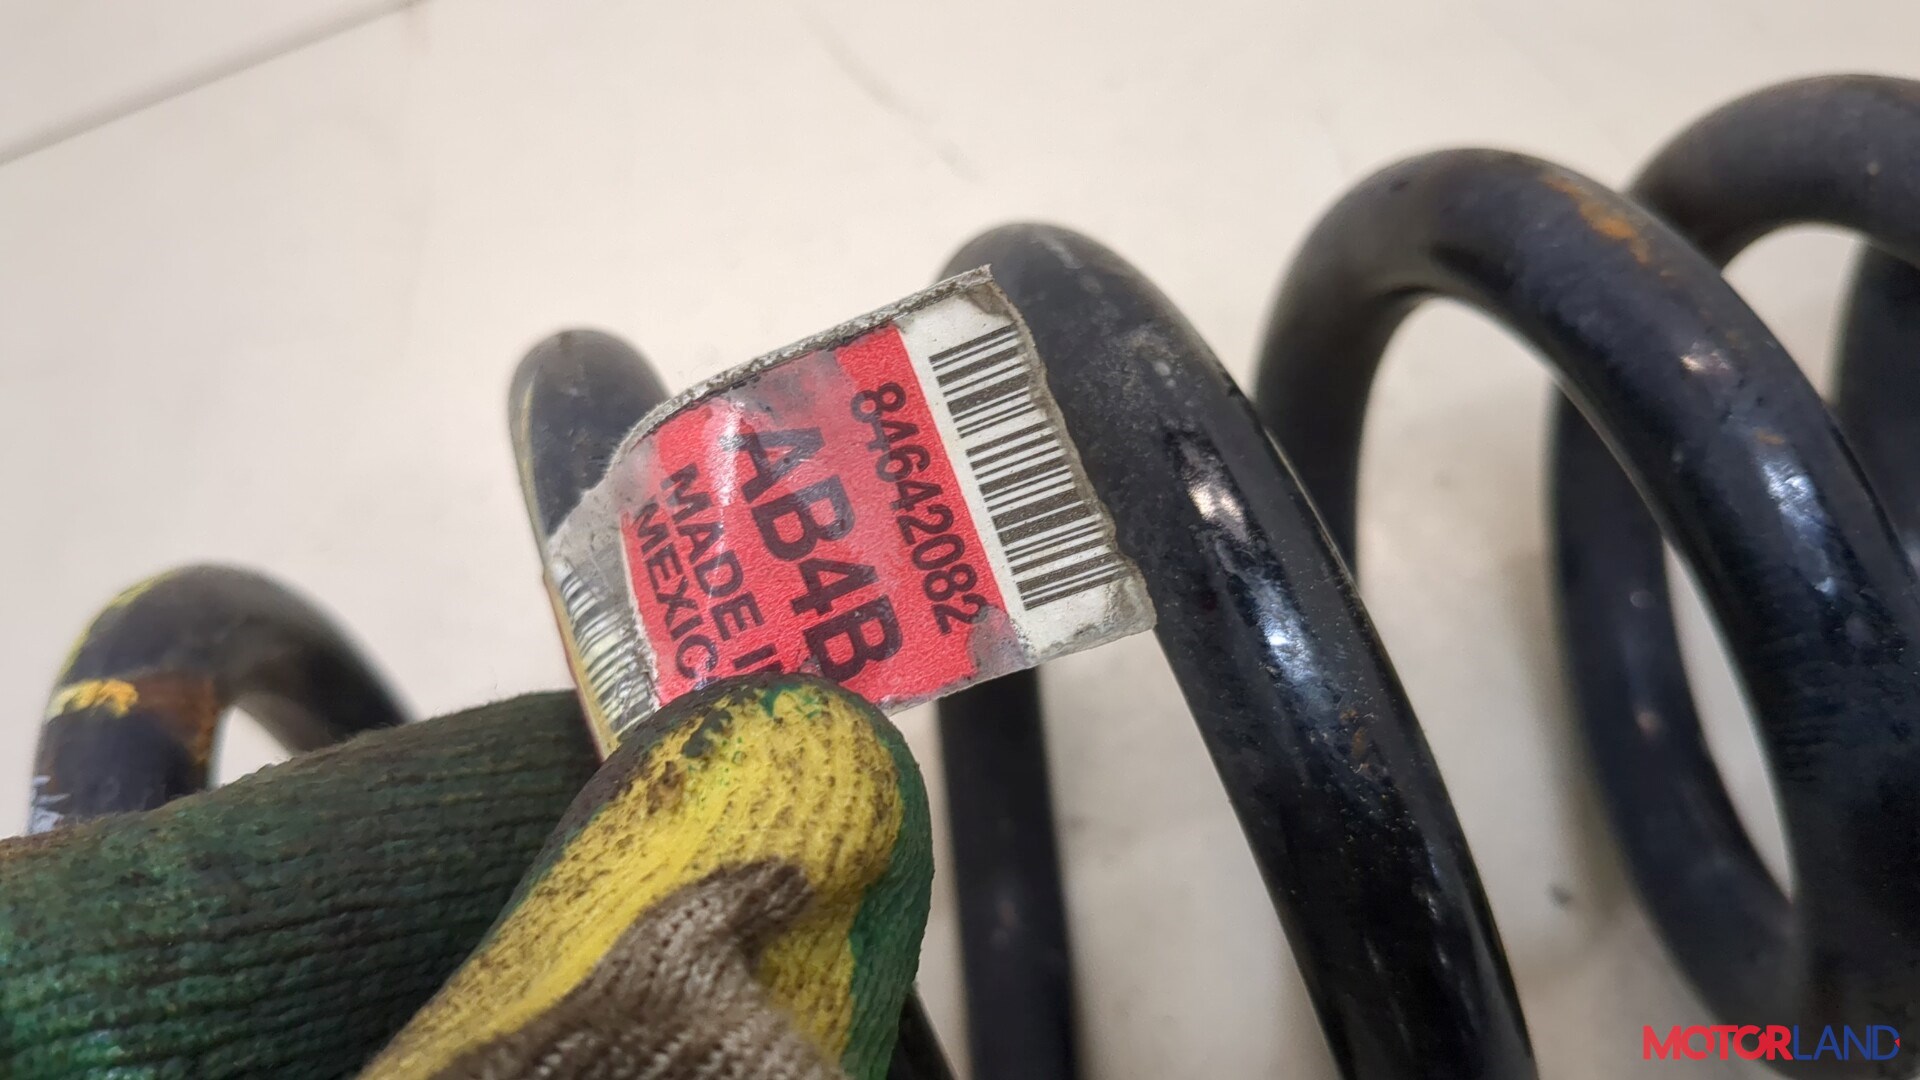 84642082
AB4B
MADE I
MEXIC
MOTORLAND